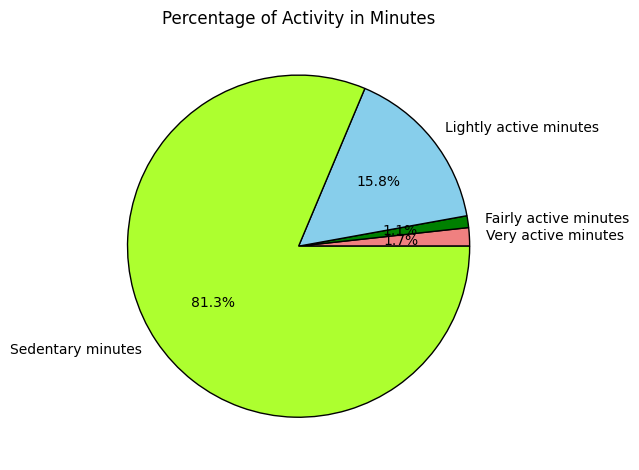 Percentage of Activity in Minutes
Lightly active minutes
15.8%
Fairly active minutes
1.1%
Very active minutes
1.7%
81.3%
Sedentary minutes